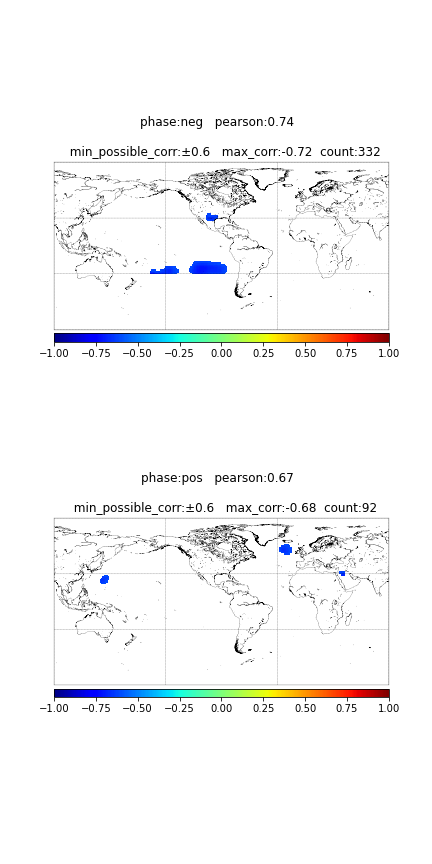 phase:neg   pearson:0.74
min_possible_corr:±0.6   max_corr:-0.72  count:332
−1.00 −0.75 −0.50 −0.25 0.00 0.25 0.50 0.75 1.00
phase:pos   pearson:0.67
min_possible_corr:±0.6   max_corr:-0.68  count:92
−1.00 −0.75 −0.50 −0.25 0.00 0.25 0.50 0.75 1.00